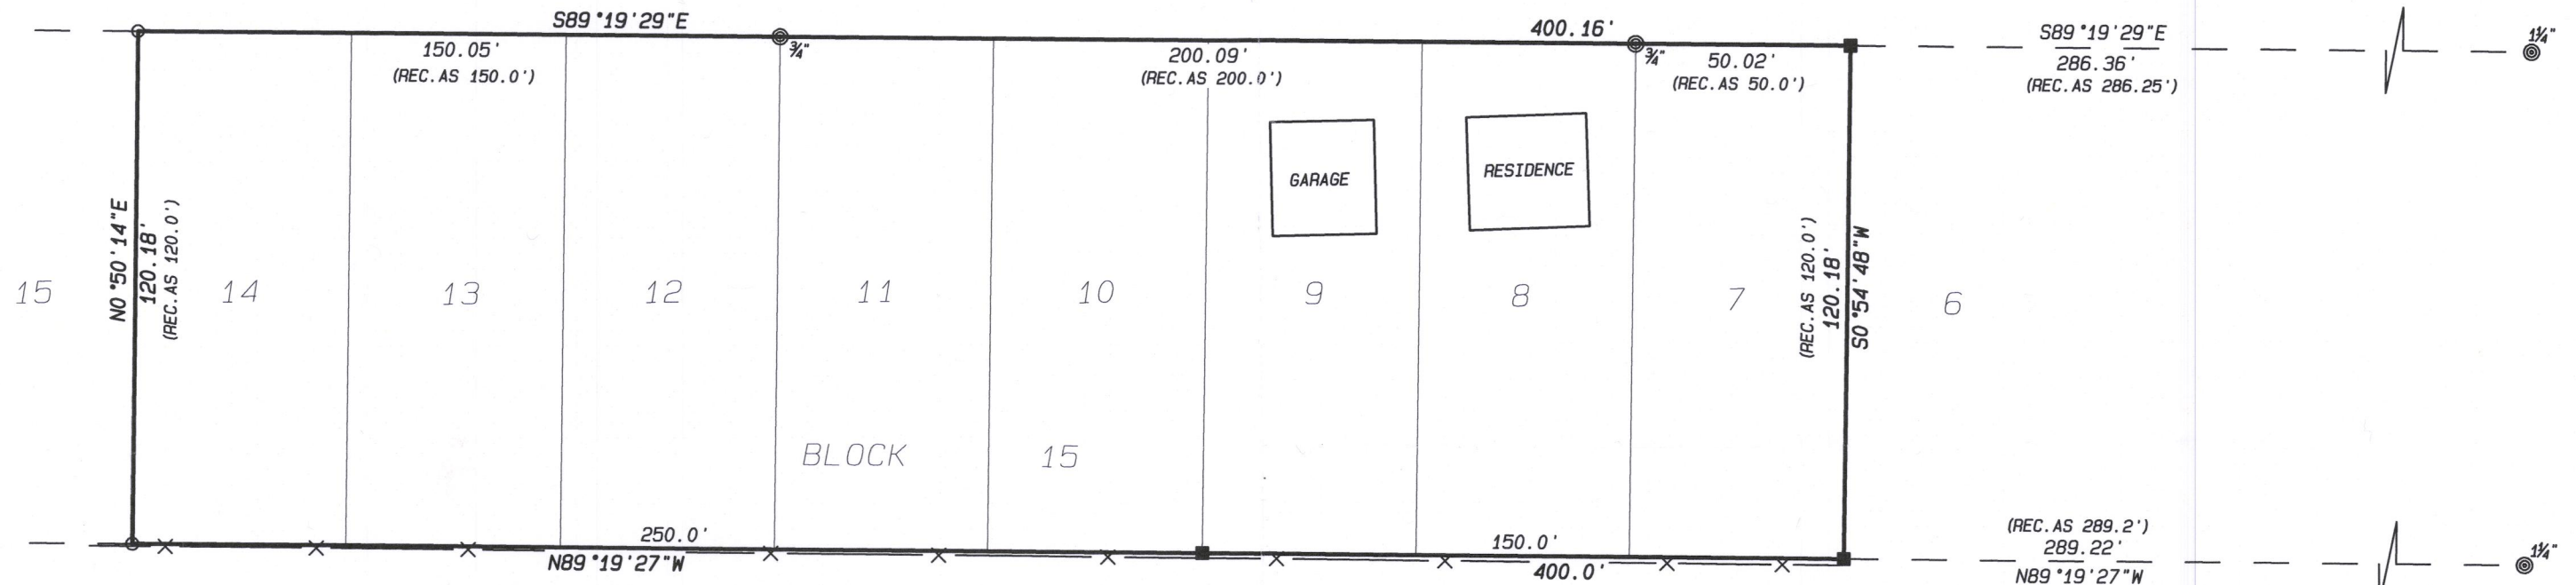 S89°19'29"E
400.16'
S89°19'29"E
1¼"
150.05'
¾"
200.09'
¾"
50.02'
286.36'
(REC.AS 150.0')
(REC.AS 200.0')
(REC.AS 50.0')
(REC.AS 286.25')
GARAGE
RESIDENCE
N0°50'14"E
120.18'
(REC.AS 120.0')
(REC.AS 120.0')
120.18'
S0°54'48"W
15
14
13
12
11
10
9
8
7
6
BLOCK 15
250.0'
150.0'
(REC.AS 289.2')
289.22'
1¼"
N89°19'27"W
400.0'
N89°19'27"W